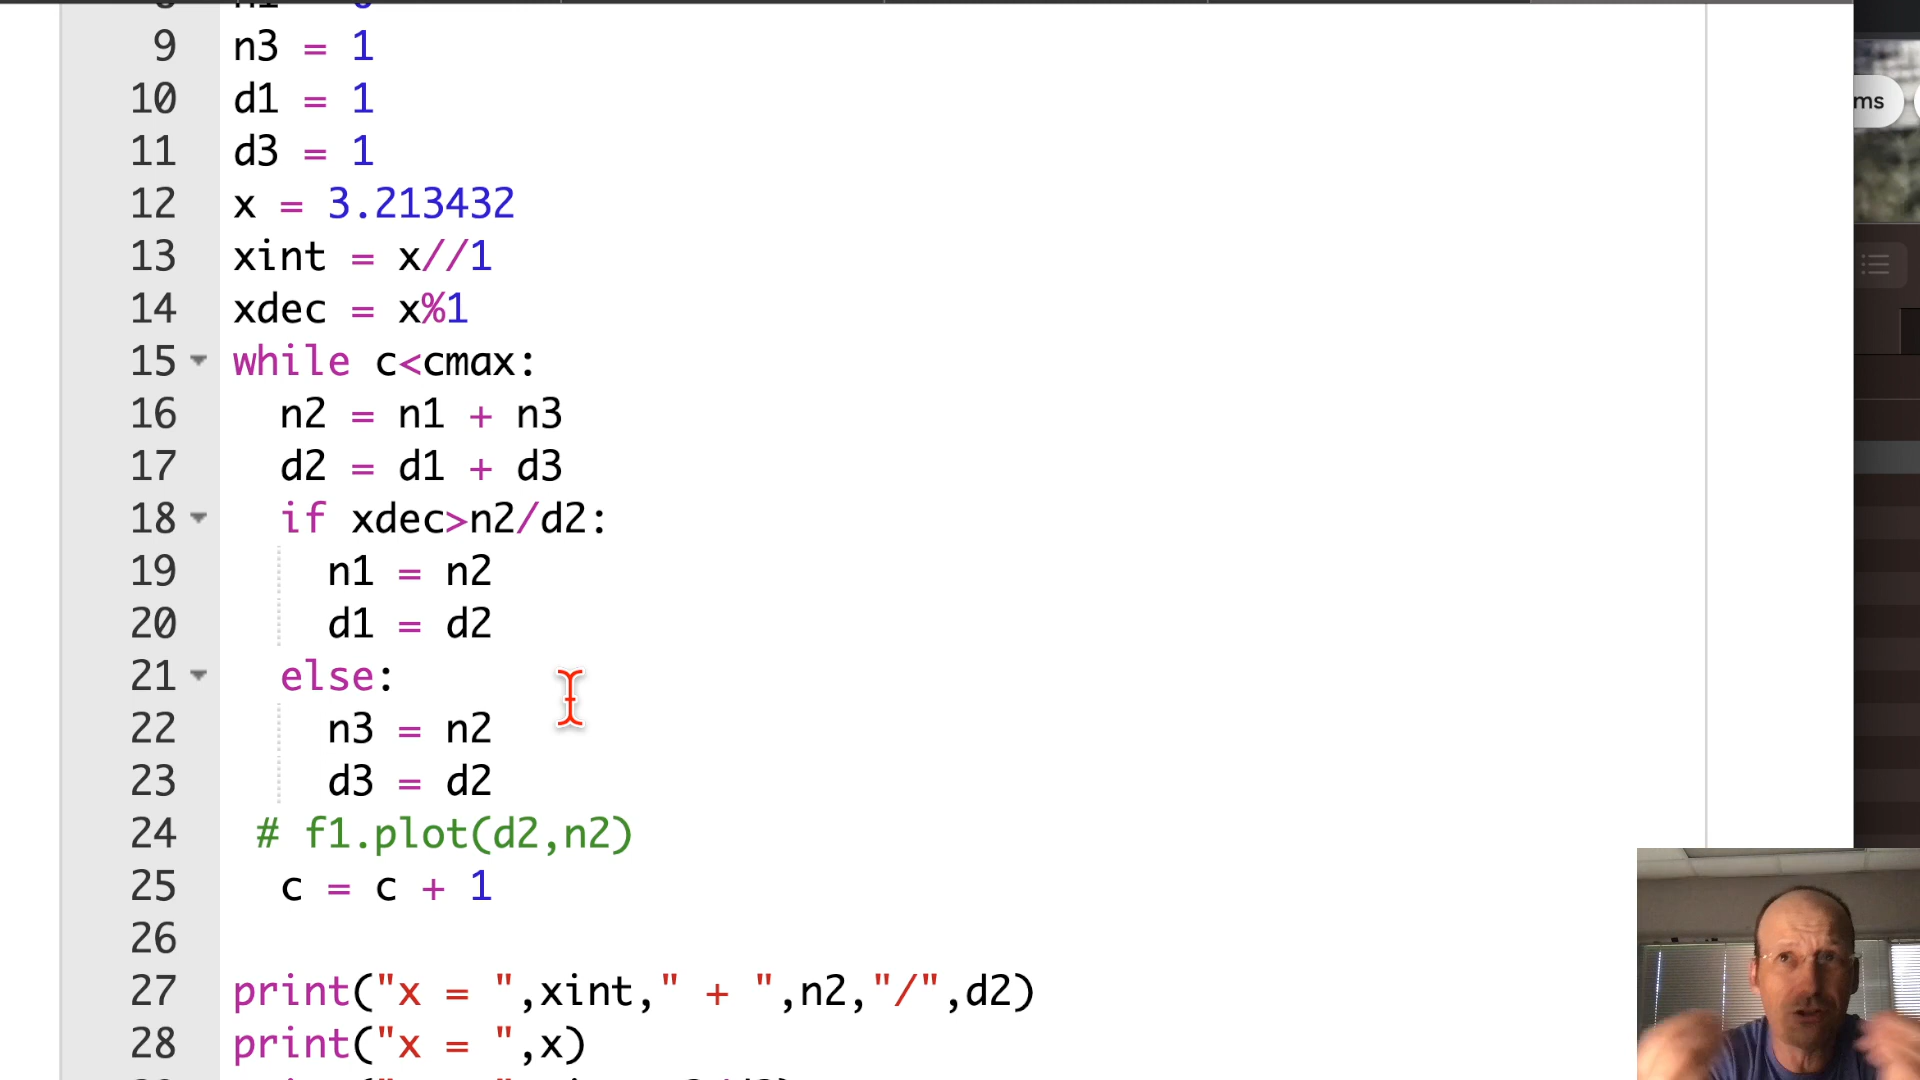 9 n3 = 1
10 d1 = 1
11 d3 = 1
12 x = 3.213432
13 xint = x//1
14 xdec = x%1
15 while c<cmax:
16 n2 = n1 + n3
17 d2 = d1 + d3
18 if xdec>n2/d2:
19 n1 = n2
20 d1 = d2
21 else:
22 n3 = n2
23 d3 = d2
24 # f1.plot(d2,n2)
25 c = c + 1
26
27 print("x = ",xint," + ",n2,"/",d2)
28 print("x = ",x)
ms